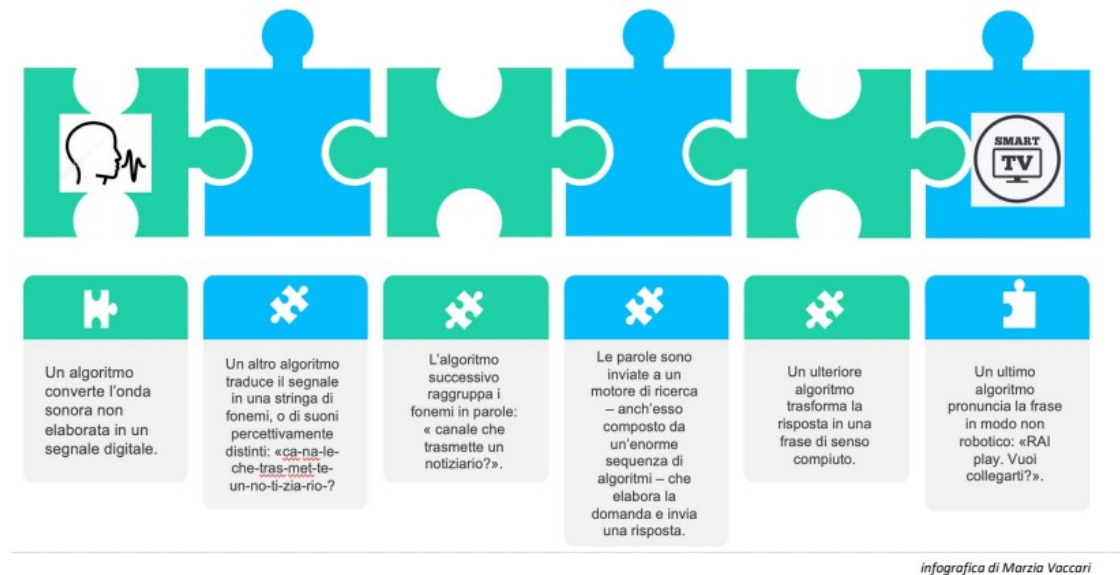 SMART
TV
Un algoritmo
converte l'onda
sonora non
elaborata in un
segnale digitale.
Un altro algoritmo
traduce il segnale
in una stringa di
fonemi, o di suoni
percettivamente
distinti: «ca-na-le-
che-tras-met-te-
un-no-ti-zia-rio-?
L'algoritmo
successivo
raggruppa i
fonemi in parole:
« canale che
trasmette un
notiziario?».
Le parole sono
inviate a un
motore di ricerca
– anch'esso
composto da
un'enorme
sequenza di
algoritmi – che
elabora la
domanda e invia
una risposta.
Un ulteriore
algoritmo
trasforma la
risposta in una
frase di senso
compiuto.
Un ultimo
algoritmo
pronuncia la frase
in modo non
robotico: «RAI
play. Vuoi
collegarti?».
infografica di Marzia Vaccari